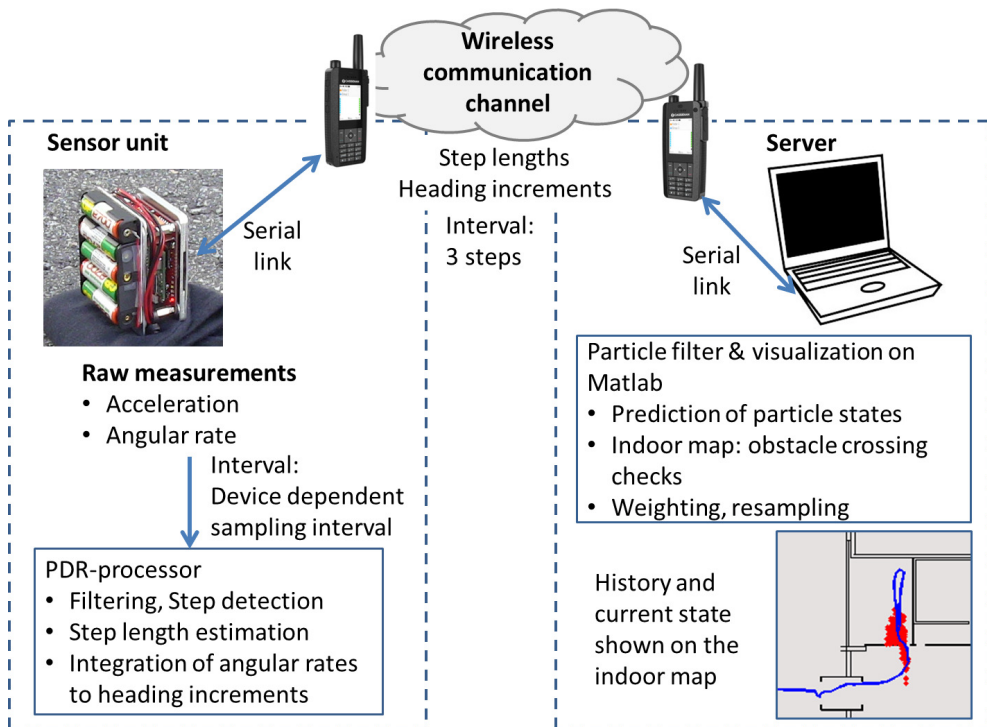 Wireless
communication
channel
Sensor unit
Serial
link
Step lengths
Heading increments
Interval:
3 steps
Server
Serial
link
Raw measurements
• Acceleration
• Angular rate
Interval:
Device dependent
sampling interval
PDR-processor
• Filtering, Step detection
• Step length estimation
• Integration of angular rates
to heading increments
Particle filter & visualization on
Matlab
• Prediction of particle states
• Indoor map: obstacle crossing
checks
• Weighting, resampling
History and
current state
shown on the
indoor map